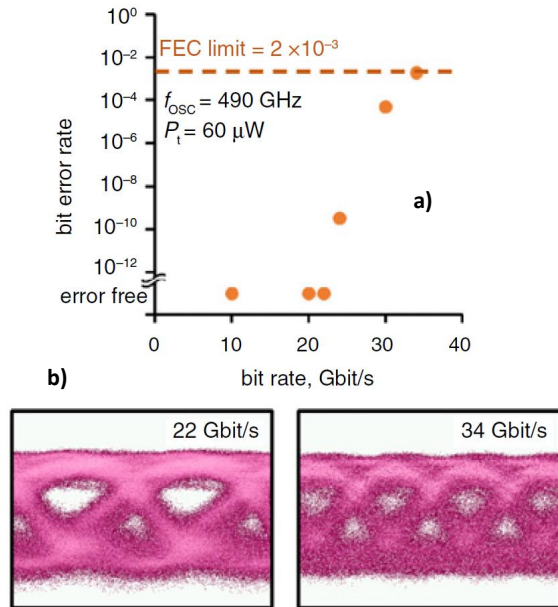 10⁰
10⁻²
10⁻⁴
10⁻⁶
10⁻⁸
10⁻¹⁰
10⁻¹²
error free
bit error rate
FEC limit = 2 ×10⁻³
f_OSC = 490 GHz
P_t = 60 μW
a)
0 10 20 30 40
bit rate, Gbit/s
b)
22 Gbit/s
34 Gbit/s